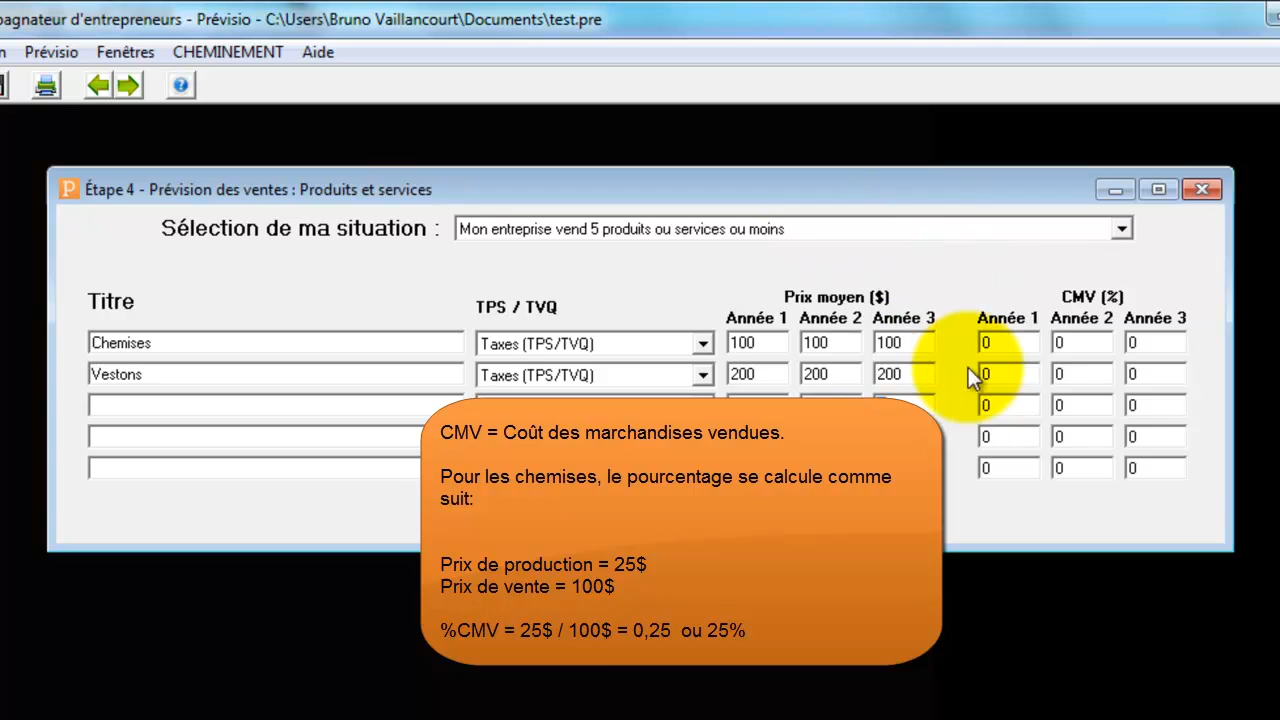 pagnateur d'entrepreneurs - Prévisio - C:\Users\Bruno Vaillancourt\Documents\test.pre
n Prévisio Fenêtres CHEMINEMENT Aide
Étape 4 - Prévision des ventes : Produits et services
Sélection de ma situation : Mon entreprise vend 5 produits ou services ou moins
Titre TPS / TVQ Prix moyen ($) CMV (%)
Année 1 Année 2 Année 3 Année 1 Année 2 Année 3
Chemises Taxes (TPS/TVQ) 100 100 100 0 0 0
Vestons Taxes (TPS/TVQ) 200 200 200 0 0 0
0 0 0
0 0 0
0 0 0
CMV = Coût des marchandises vendues.
Pour les chemises, le pourcentage se calcule comme
suit:
Prix de production = 25$
Prix de vente = 100$
%CMV = 25$ / 100$ = 0,25 ou 25%